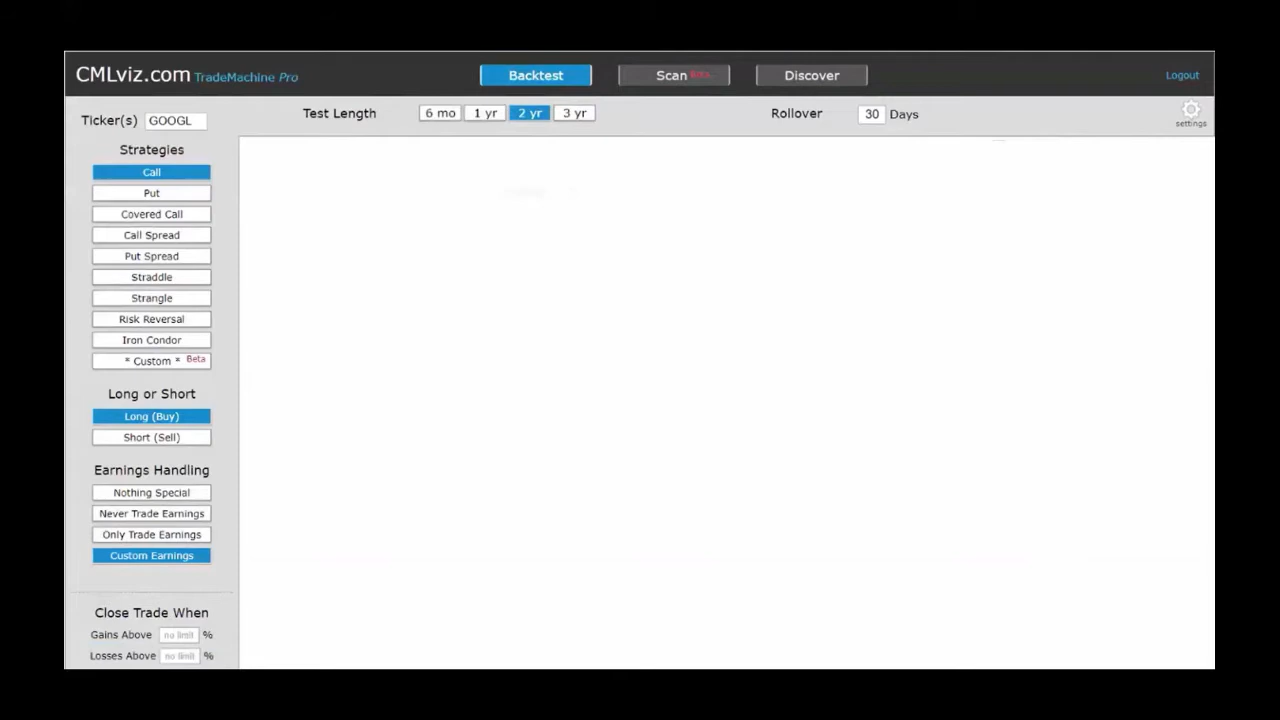 CMLviz.com TradeMachine Pro
Backtest
Scan Beta
Discover
Logout
Ticker(s) GOOGL
Test Length 6 mo 1 yr 2 yr 3 yr
Rollover 30 Days
settings
Strategies
Call
Put
Covered Call
Call Spread
Put Spread
Straddle
Strangle
Risk Reversal
Iron Condor
* Custom * Beta
Long or Short
Long (Buy)
Short (Sell)
Earnings Handling
Nothing Special
Never Trade Earnings
Only Trade Earnings
Custom Earnings
Close Trade When
Gains Above no limit %
Losses Above no limit %